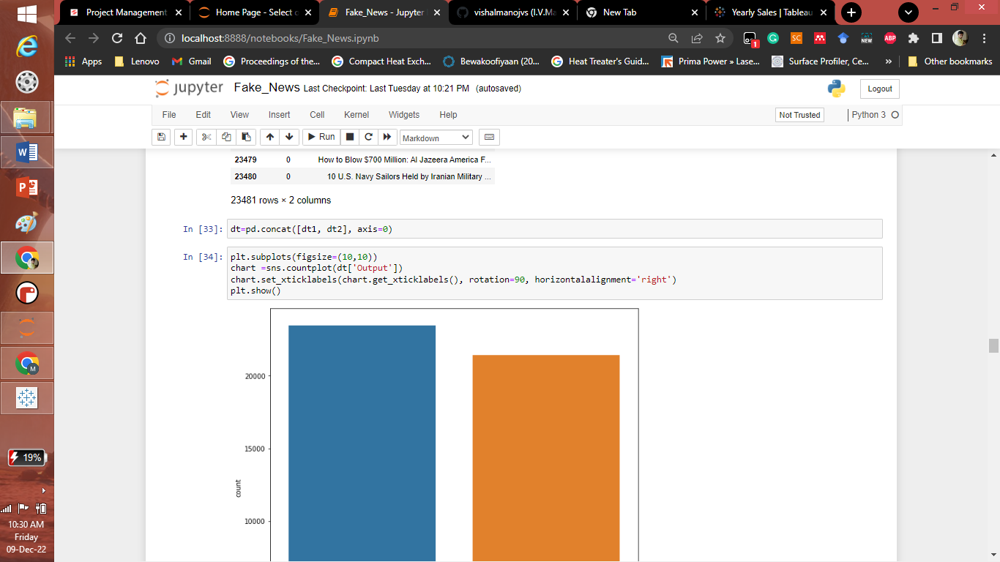 Project Management
Home Page - Select o
Fake_News - Jupyter
vishalmanojvs (I.V.Ma
New Tab
Yearly Sales | Tableau
localhost:8888/notebooks/Fake_News.ipynb
1
SC
NEW
ABP
Apps
Lenovo
Gmail
Proceedings of the...
Compact Heat Exch...
Bewakoofiyaan (20...
Heat Treater's Guid...
Prima Power » Lase...
Surface Profiler, Ce...
»
Other bookmarks
jupyter Fake_News Last Checkpoint: Last Tuesday at 10:21 PM (autosaved)
Logout
File Edit View Insert Cell Kernel Widgets Help
Not Trusted
Python 3
Run
Markdown
23479 0 How to Blow $700 Million: Al Jazeera America F...
23480 0 10 U.S. Navy Sailors Held by Iranian Military ...
23481 rows × 2 columns
In [33]: dt=pd.concat([dt1, dt2], axis=0)
In [34]: plt.subplots(figsize=(10,10))
chart =sns.countplot(dt['Output'])
chart.set_xticklabels(chart.get_xticklabels(), rotation=90, horizontalalignment='right')
plt.show()
20000
15000
10000
count
W
P
M
19%
10:30 AM
Friday
09-Dec-22